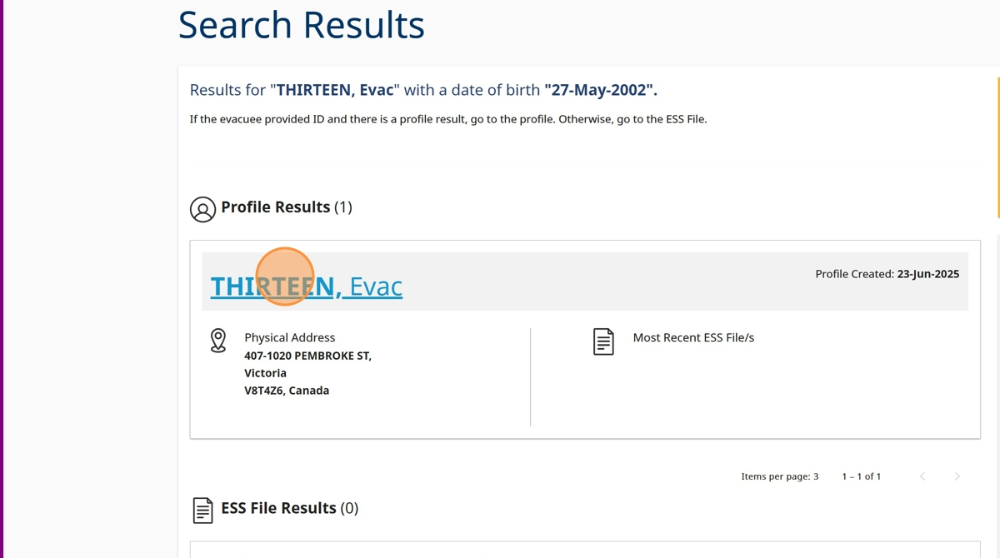 Search Results
Results for "THIRTEEN, Evac" with a date of birth "27-May-2002".
If the evacuee provided ID and there is a profile result, go to the profile. Otherwise, go to the ESS File.
Profile Results (1)
THIRTEEN, Evac
Profile Created: 23-Jun-2025
Physical Address
407-1020 PEMBROKE ST,
Victoria
V8T4Z6, Canada
Most Recent ESS File/s
Items per page: 3
1 – 1 of 1
ESS File Results (0)